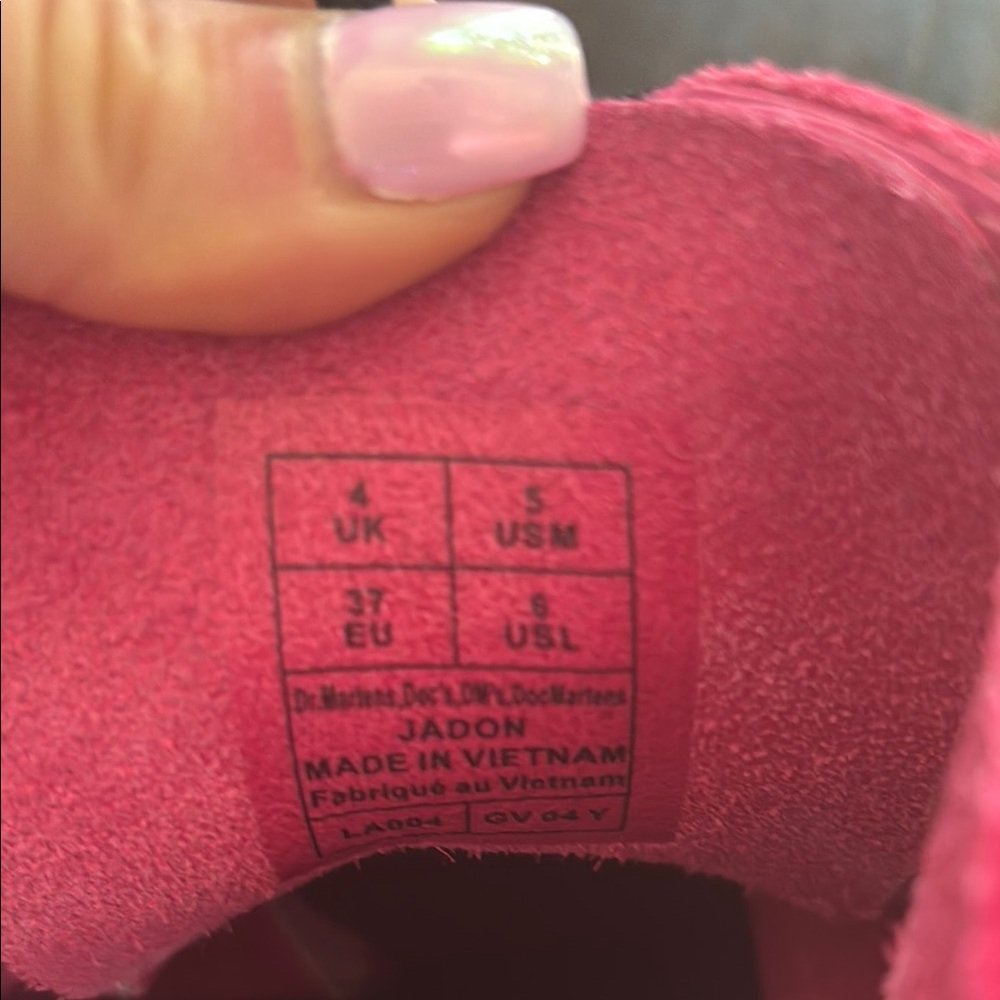 4
UK
5
USM
37
EU
6
USL
Dr.Martens,Doc's,DM's,DocMartens
JADON
MADE IN VIETNAM
Fabriqué au Vietnam
LA004
GV 04 Y